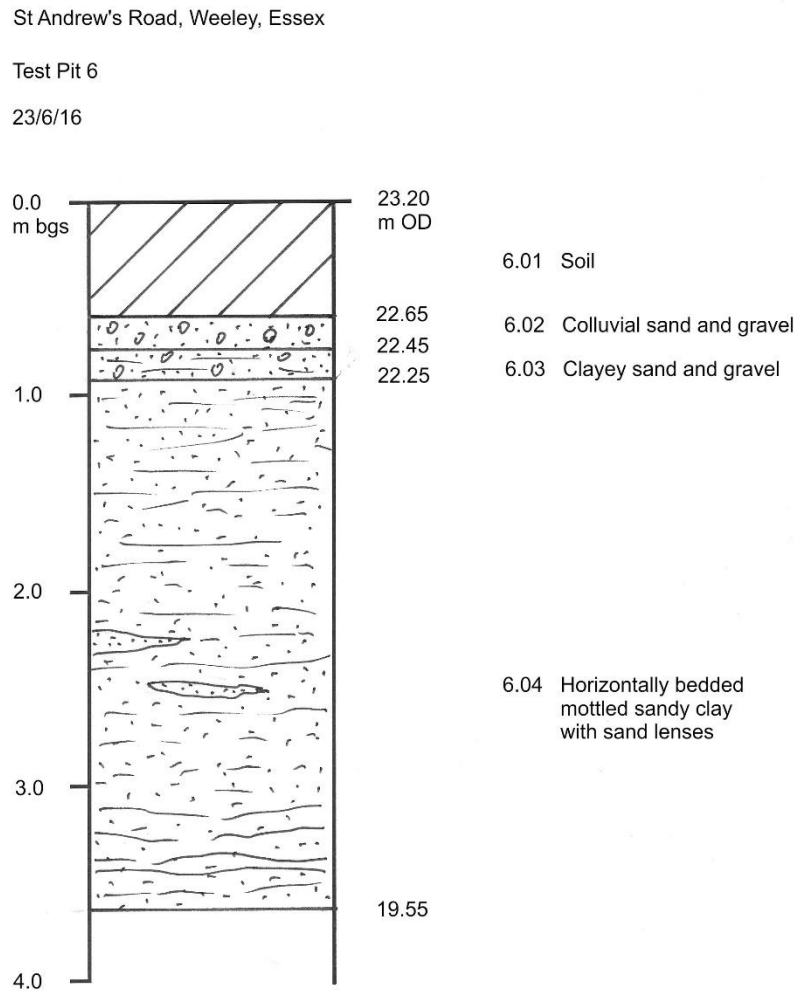 St Andrew's Road, Weeley, Essex
Test Pit 6
23/6/16
0.0
m bgs
23.20
m OD
6.01 Soil
22.65
6.02 Colluvial sand and gravel
22.45
6.03 Clayey sand and gravel
22.25
1.0
2.0
6.04 Horizontally bedded
mottled sandy clay
with sand lenses
3.0
19.55
4.0